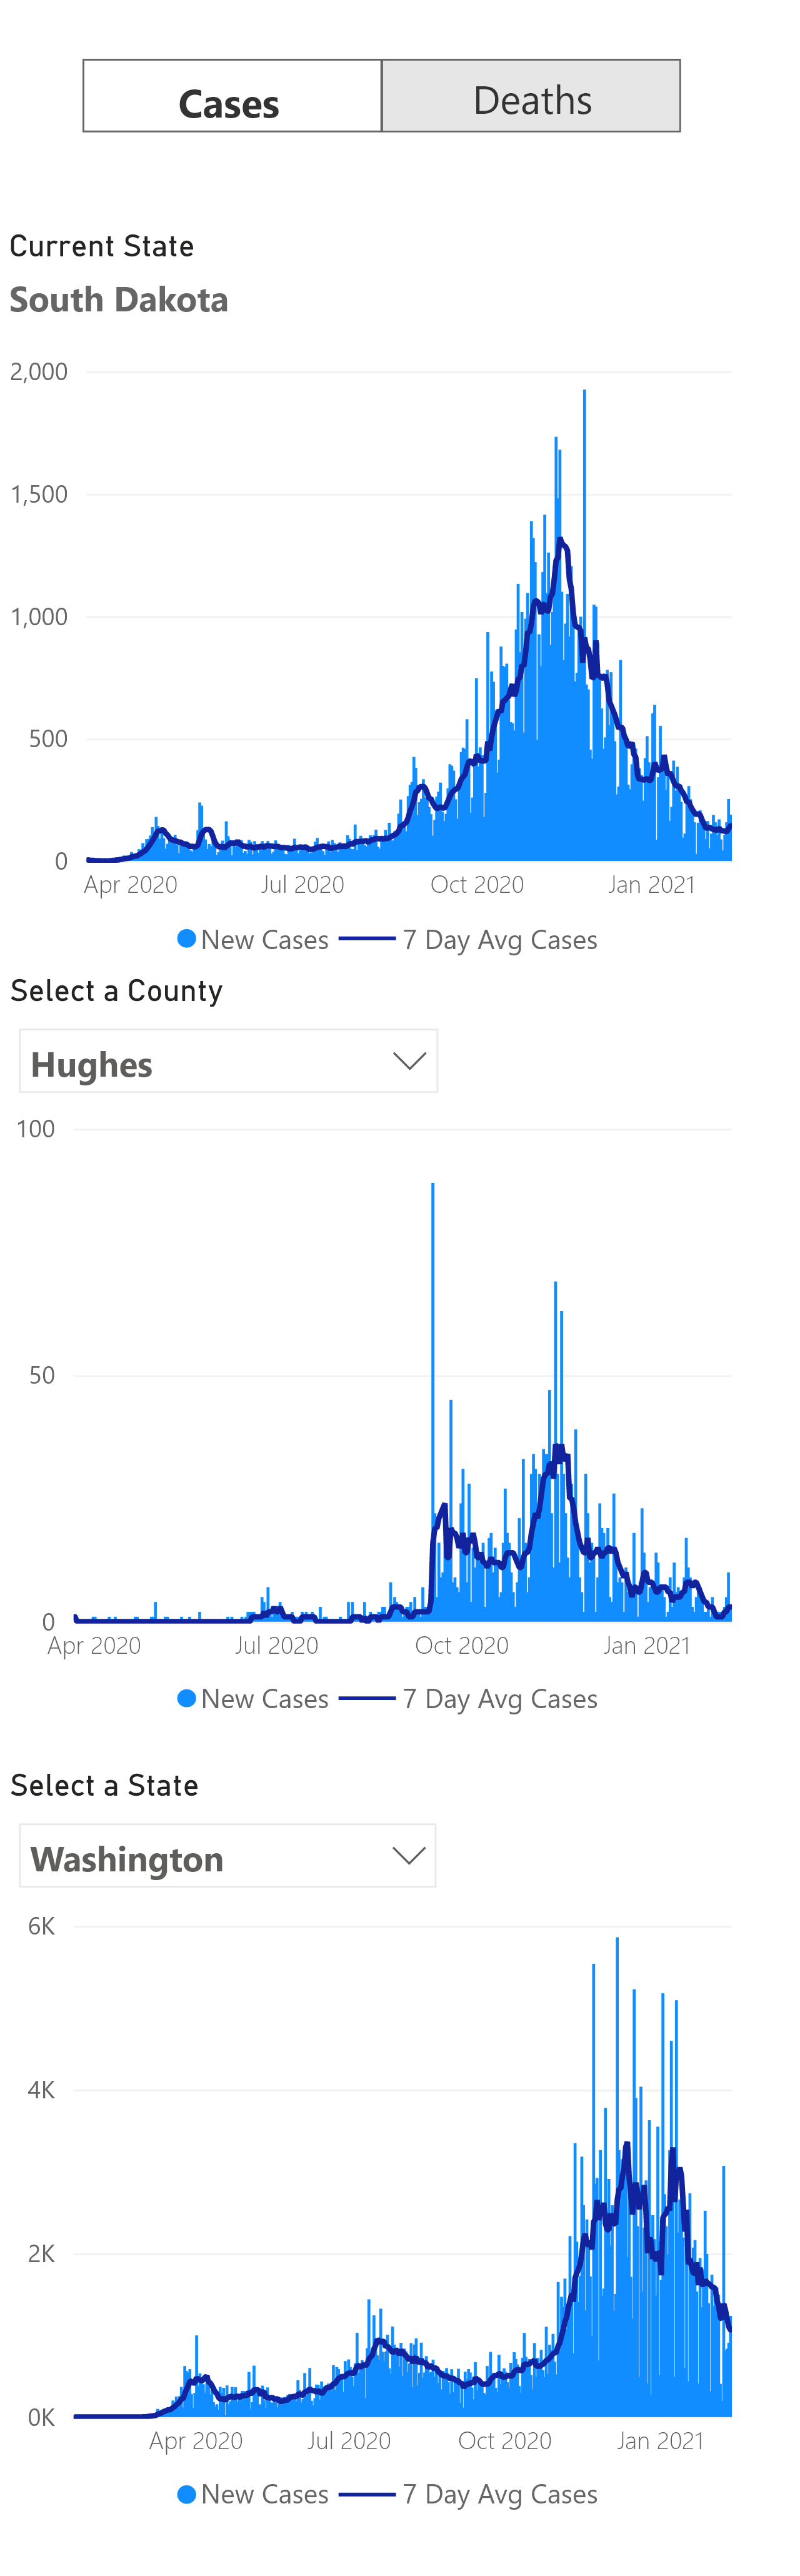 Cases Deaths
Current State
South Dakota
2,000
1,500
1,000
500
0
Apr 2020 Jul 2020 Oct 2020 Jan 2021
New Cases 7 Day Avg Cases
Select a County
Hughes
100
50
0
Apr 2020 Jul 2020 Oct 2020 Jan 2021
New Cases 7 Day Avg Cases
Select a State
Washington
6K
4K
2K
0K
Apr 2020 Jul 2020 Oct 2020 Jan 2021
New Cases 7 Day Avg Cases